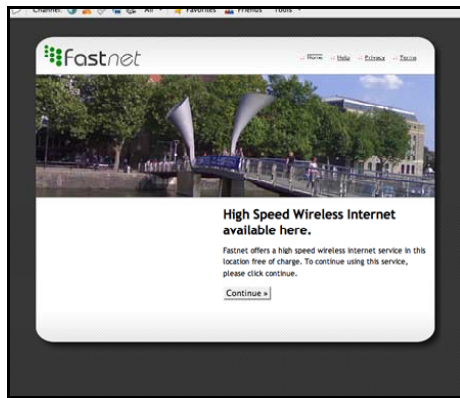 Channel:
All
Favorites
Friends
Tools
fastnet
Home
Help
Privacy
Terms
High Speed Wireless Internet
available here.
Fastnet offers a high speed wireless internet service in this
location free of charge. To continue using this service,
please click continue.
Continue »